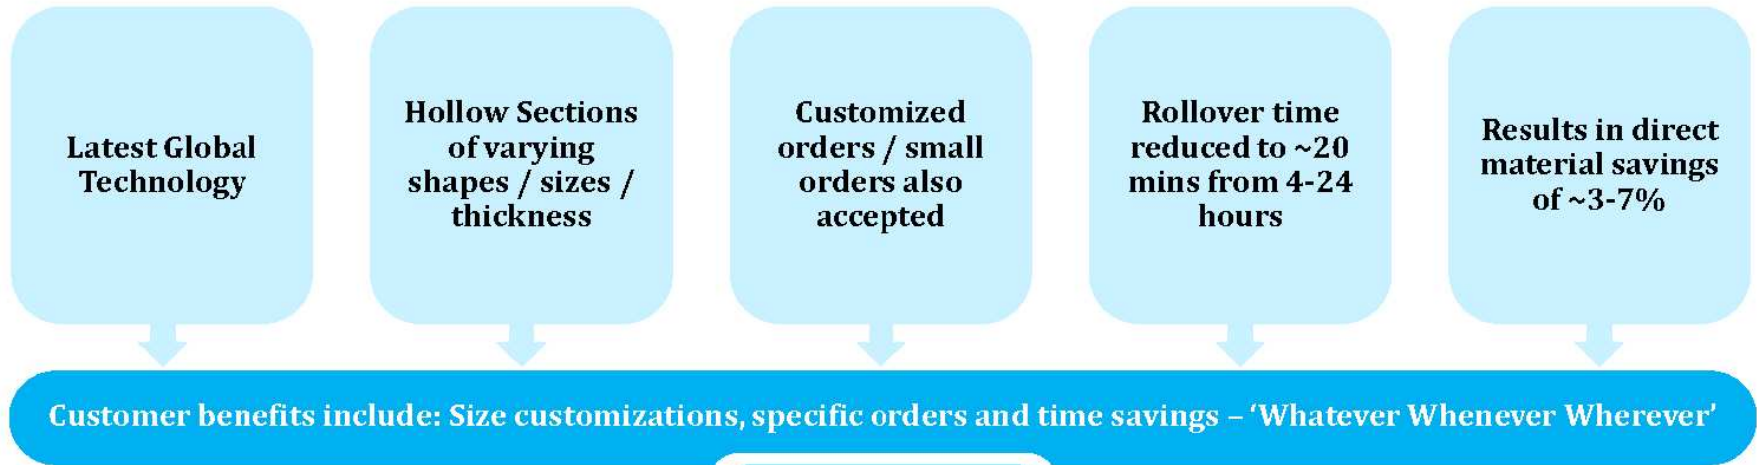 Latest Global
Technology
Hollow Sections
of varying
shapes / sizes /
thickness
Customized
orders / small
orders also
accepted
Rollover time
reduced to ~20
mins from 4-24
hours
Results in direct
material savings
of ~3-7%
Customer benefits include: Size customizations, specific orders and time savings – ‘Whatever Whenever Wherever’